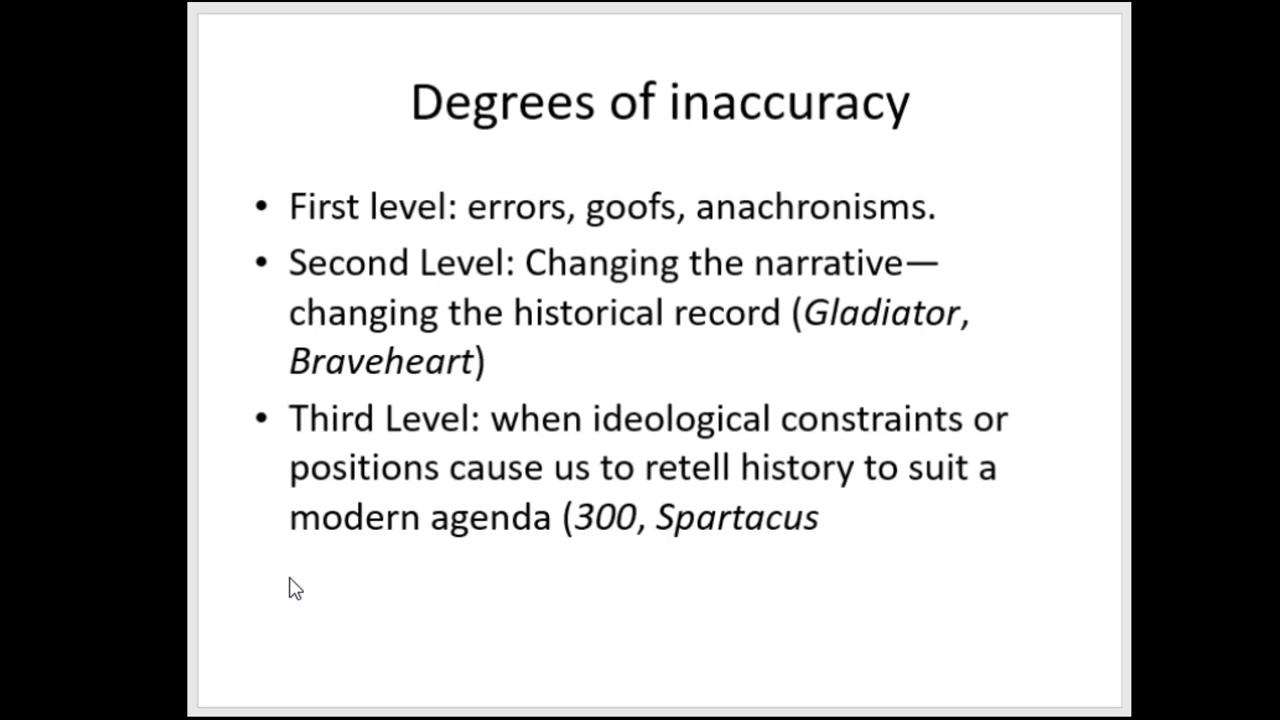 Degrees of inaccuracy
• First level: errors, goofs, anachronisms.
• Second Level: Changing the narrative—
changing the historical record (Gladiator,
Braveheart)
• Third Level: when ideological constraints or
positions cause us to retell history to suit a
modern agenda (300, Spartacus